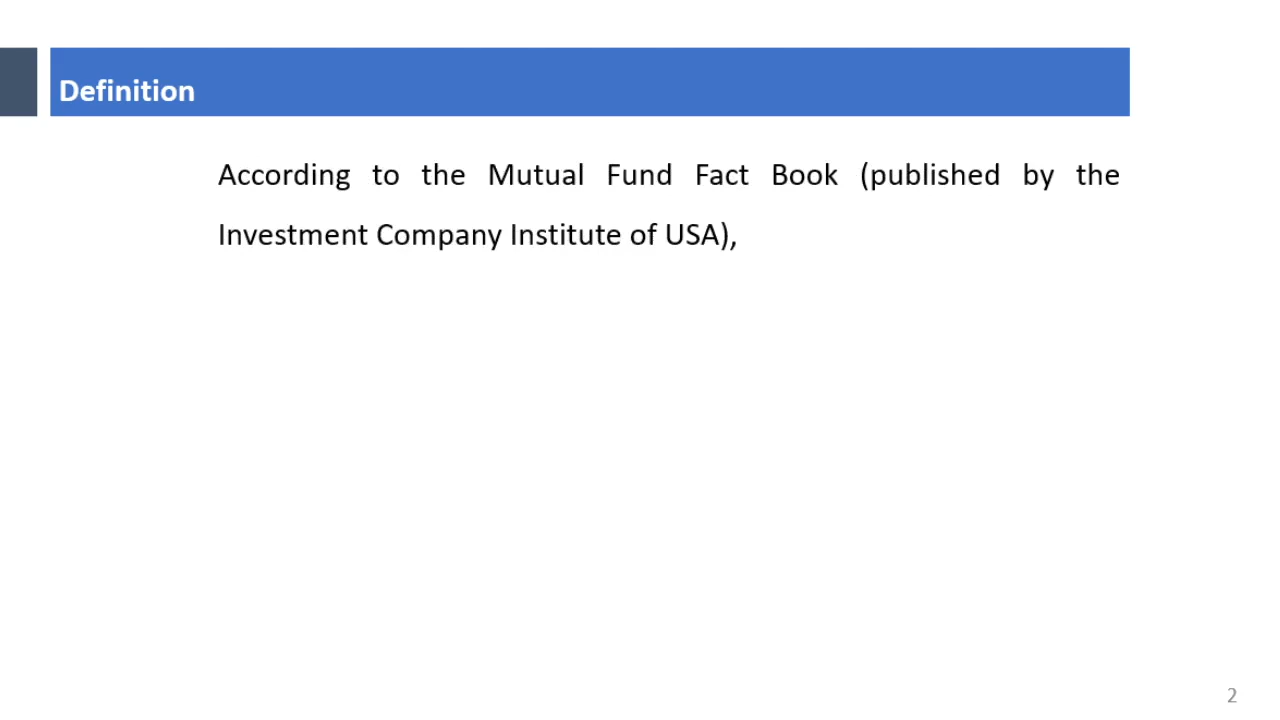 Definition
According to the Mutual Fund Fact Book (published by the
Investment Company Institute of USA),
2